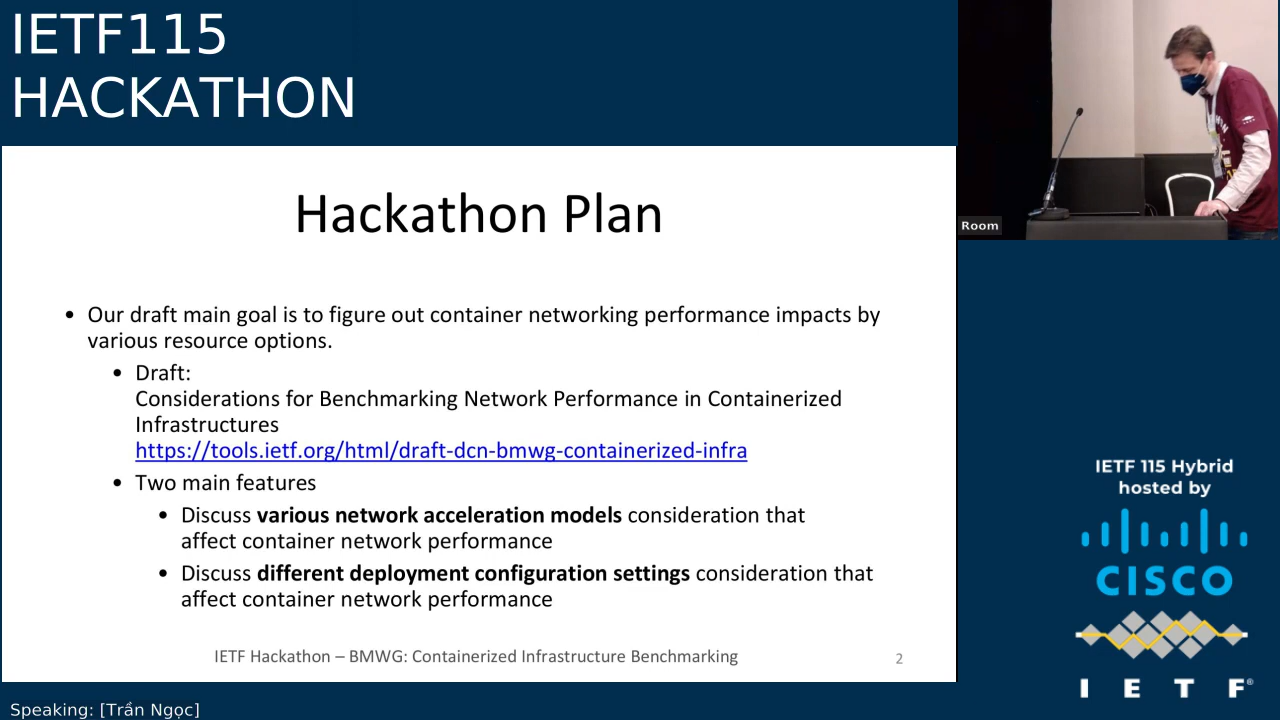 IETF115
HACKATHON
Hackathon Plan
• Our draft main goal is to figure out container networking performance impacts by
various resource options.
• Draft:
Considerations for Benchmarking Network Performance in Containerized
Infrastructures
https://tools.ietf.org/html/draft-dcn-bmwg-containerized-infra
• Two main features
• Discuss various network acceleration models consideration that
affect container network performance
• Discuss different deployment configuration settings consideration that
affect container network performance
IETF Hackathon – BMWG: Containerized Infrastructure Benchmarking
2
Room
IETF 115 Hybrid
hosted by
CISCO
I E T F®
Speaking: [Trần Ngọc]